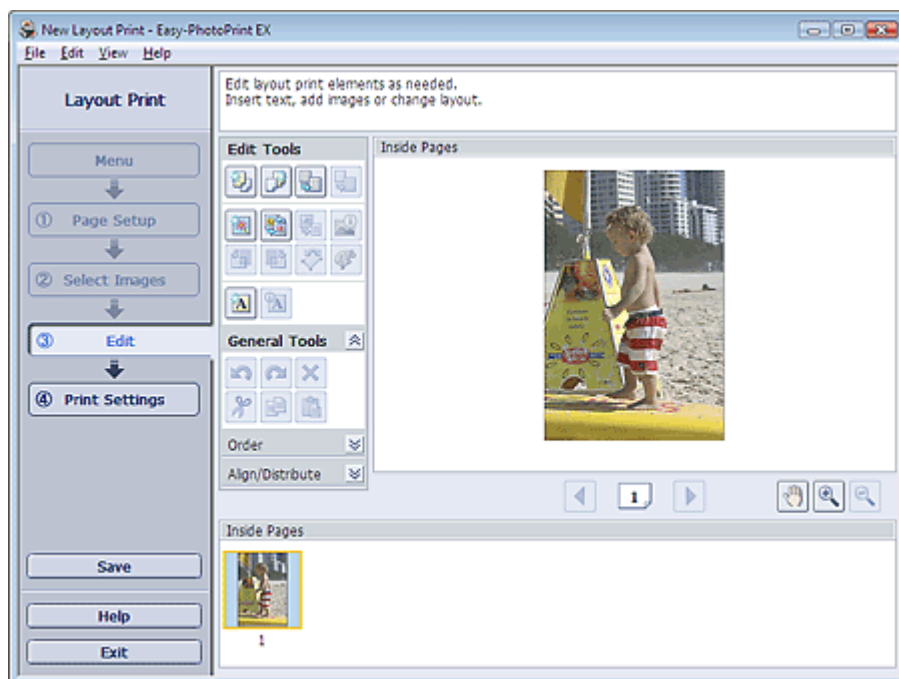 New Layout Print - Easy-PhotoPrint EX
File Edit View Help
Layout Print
Edit layout print elements as needed.
Insert text, add images or change layout.
Menu
① Page Setup
② Select Images
③ Edit
④ Print Settings
Save
Help
Exit
Edit Tools
A A
General Tools
Order
Align/Distribute
Inside Pages
1
Inside Pages
1